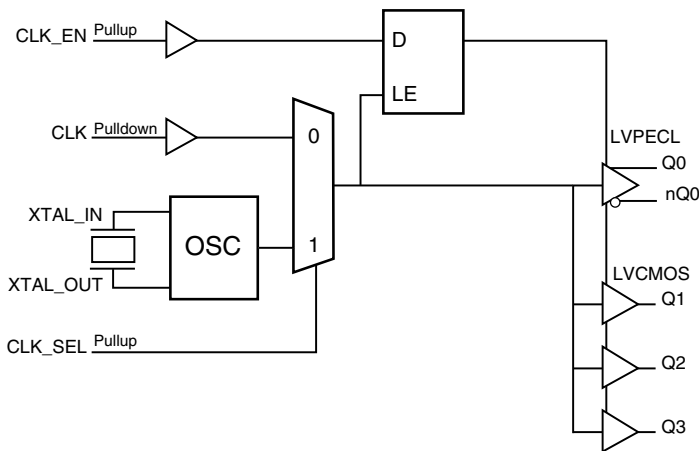 CLK_EN Pullup
D
LE
CLK Pulldown
0
LVPECL
Q0
nQ0
XTAL_IN
OSC
1
XTAL_OUT
LVCMOS
Q1
CLK_SEL Pullup
Q2
Q3